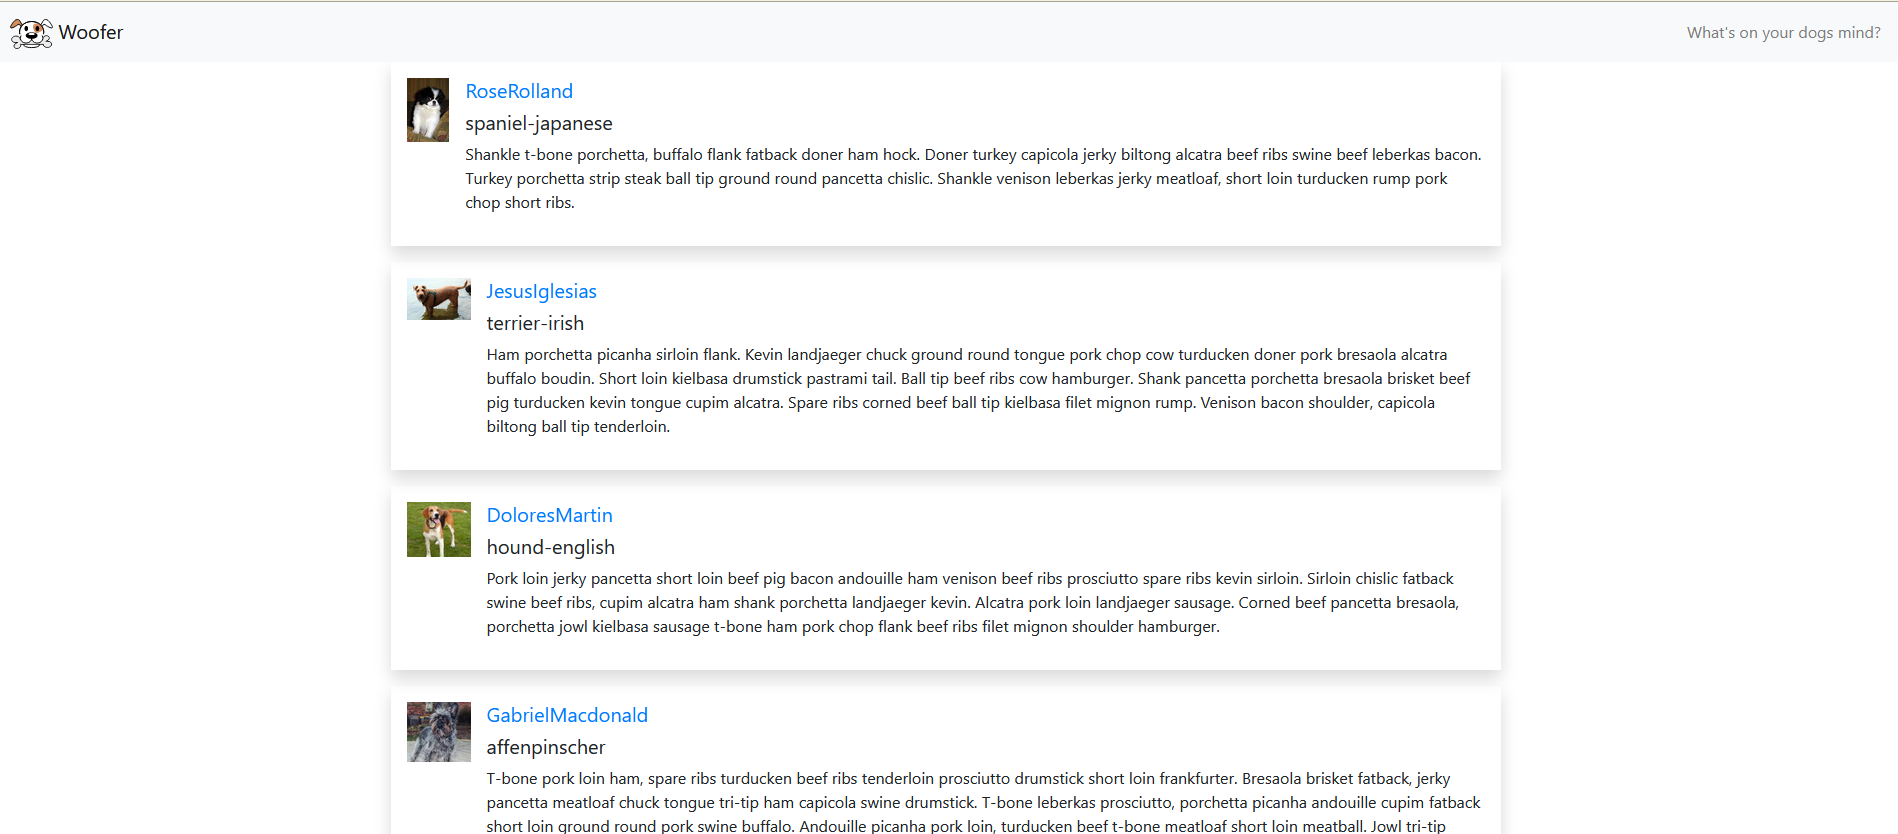 Woofer
What's on your dogs mind?
RoseRolland
spaniel-japanese
Shankle t-bone porchetta, buffalo flank fatback doner ham hock. Doner turkey capicola jerky biltong alcatra beef ribs swine beef leberkas bacon.
Turkey porchetta strip steak ball tip ground round pancetta chislic. Shankle venison leberkas jerky meatloaf, short loin turducken rump pork
chop short ribs.
JesusIglesias
terrier-irish
Ham porchetta picanha sirloin flank. Kevin landjaeger chuck ground round tongue pork chop cow turducken doner pork bresaola alcatra
buffalo boudin. Short loin kielbasa drumstick pastrami tail. Ball tip beef ribs cow hamburger. Shank pancetta porchetta bresaola brisket beef
pig turducken kevin tongue cupim alcatra. Spare ribs corned beef ball tip kielbasa filet mignon rump. Venison bacon shoulder, capicola
biltong ball tip tenderloin.
DoloresMartin
hound-english
Pork loin jerky pancetta short loin beef pig bacon andouille ham venison beef ribs prosciutto spare ribs kevin sirloin. Sirloin chislic fatback
swine beef ribs, cupim alcatra ham shank porchetta landjaeger kevin. Alcatra pork loin landjaeger sausage. Corned beef pancetta bresaola,
porchetta jowl kielbasa sausage t-bone ham pork chop flank beef ribs filet mignon shoulder hamburger.
GabrielMacdonald
affenpinscher
T-bone pork loin ham, spare ribs turducken beef ribs tenderloin prosciutto drumstick short loin frankfurter. Bresaola brisket fatback, jerky
pancetta meatloaf chuck tongue tri-tip ham capicola swine drumstick. T-bone leberkas prosciutto, porchetta picanha andouille cupim fatback
short loin ground round pork swine buffalo. Andouille picanha pork loin, turducken beef t-bone meatloaf short loin meatball. Jowl tri-tip